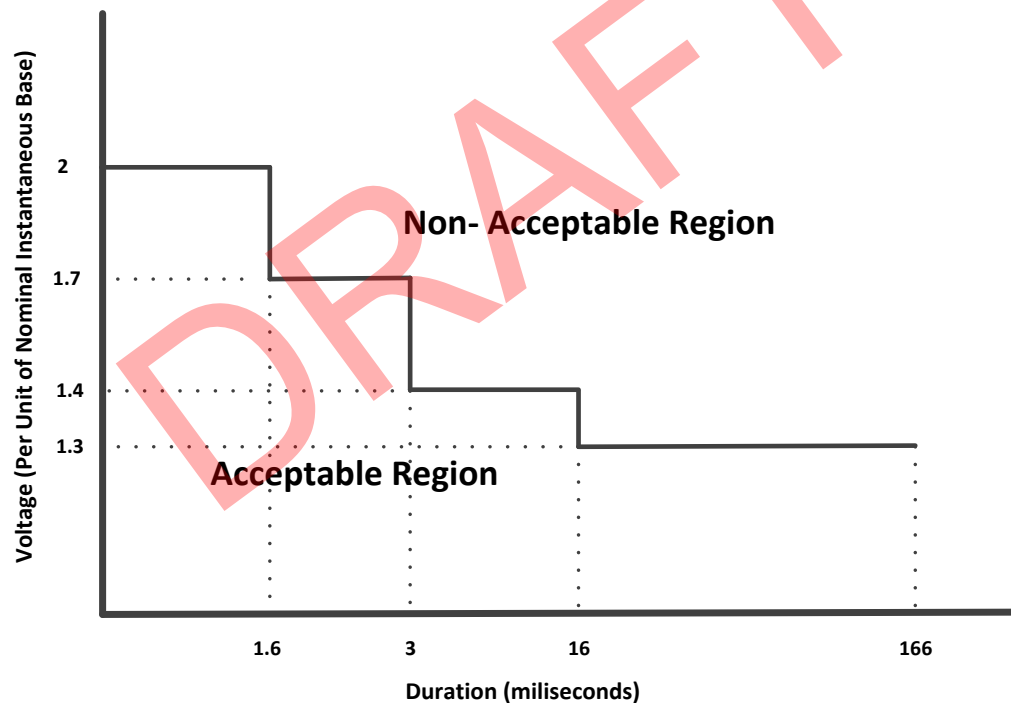 DRAFT
Voltage (Per Unit of Nominal Instantaneous Base)
2
1.7
1.4
1.3
Non- Acceptable Region
Acceptable Region
1.6 3 16 166
Duration (miliseconds)